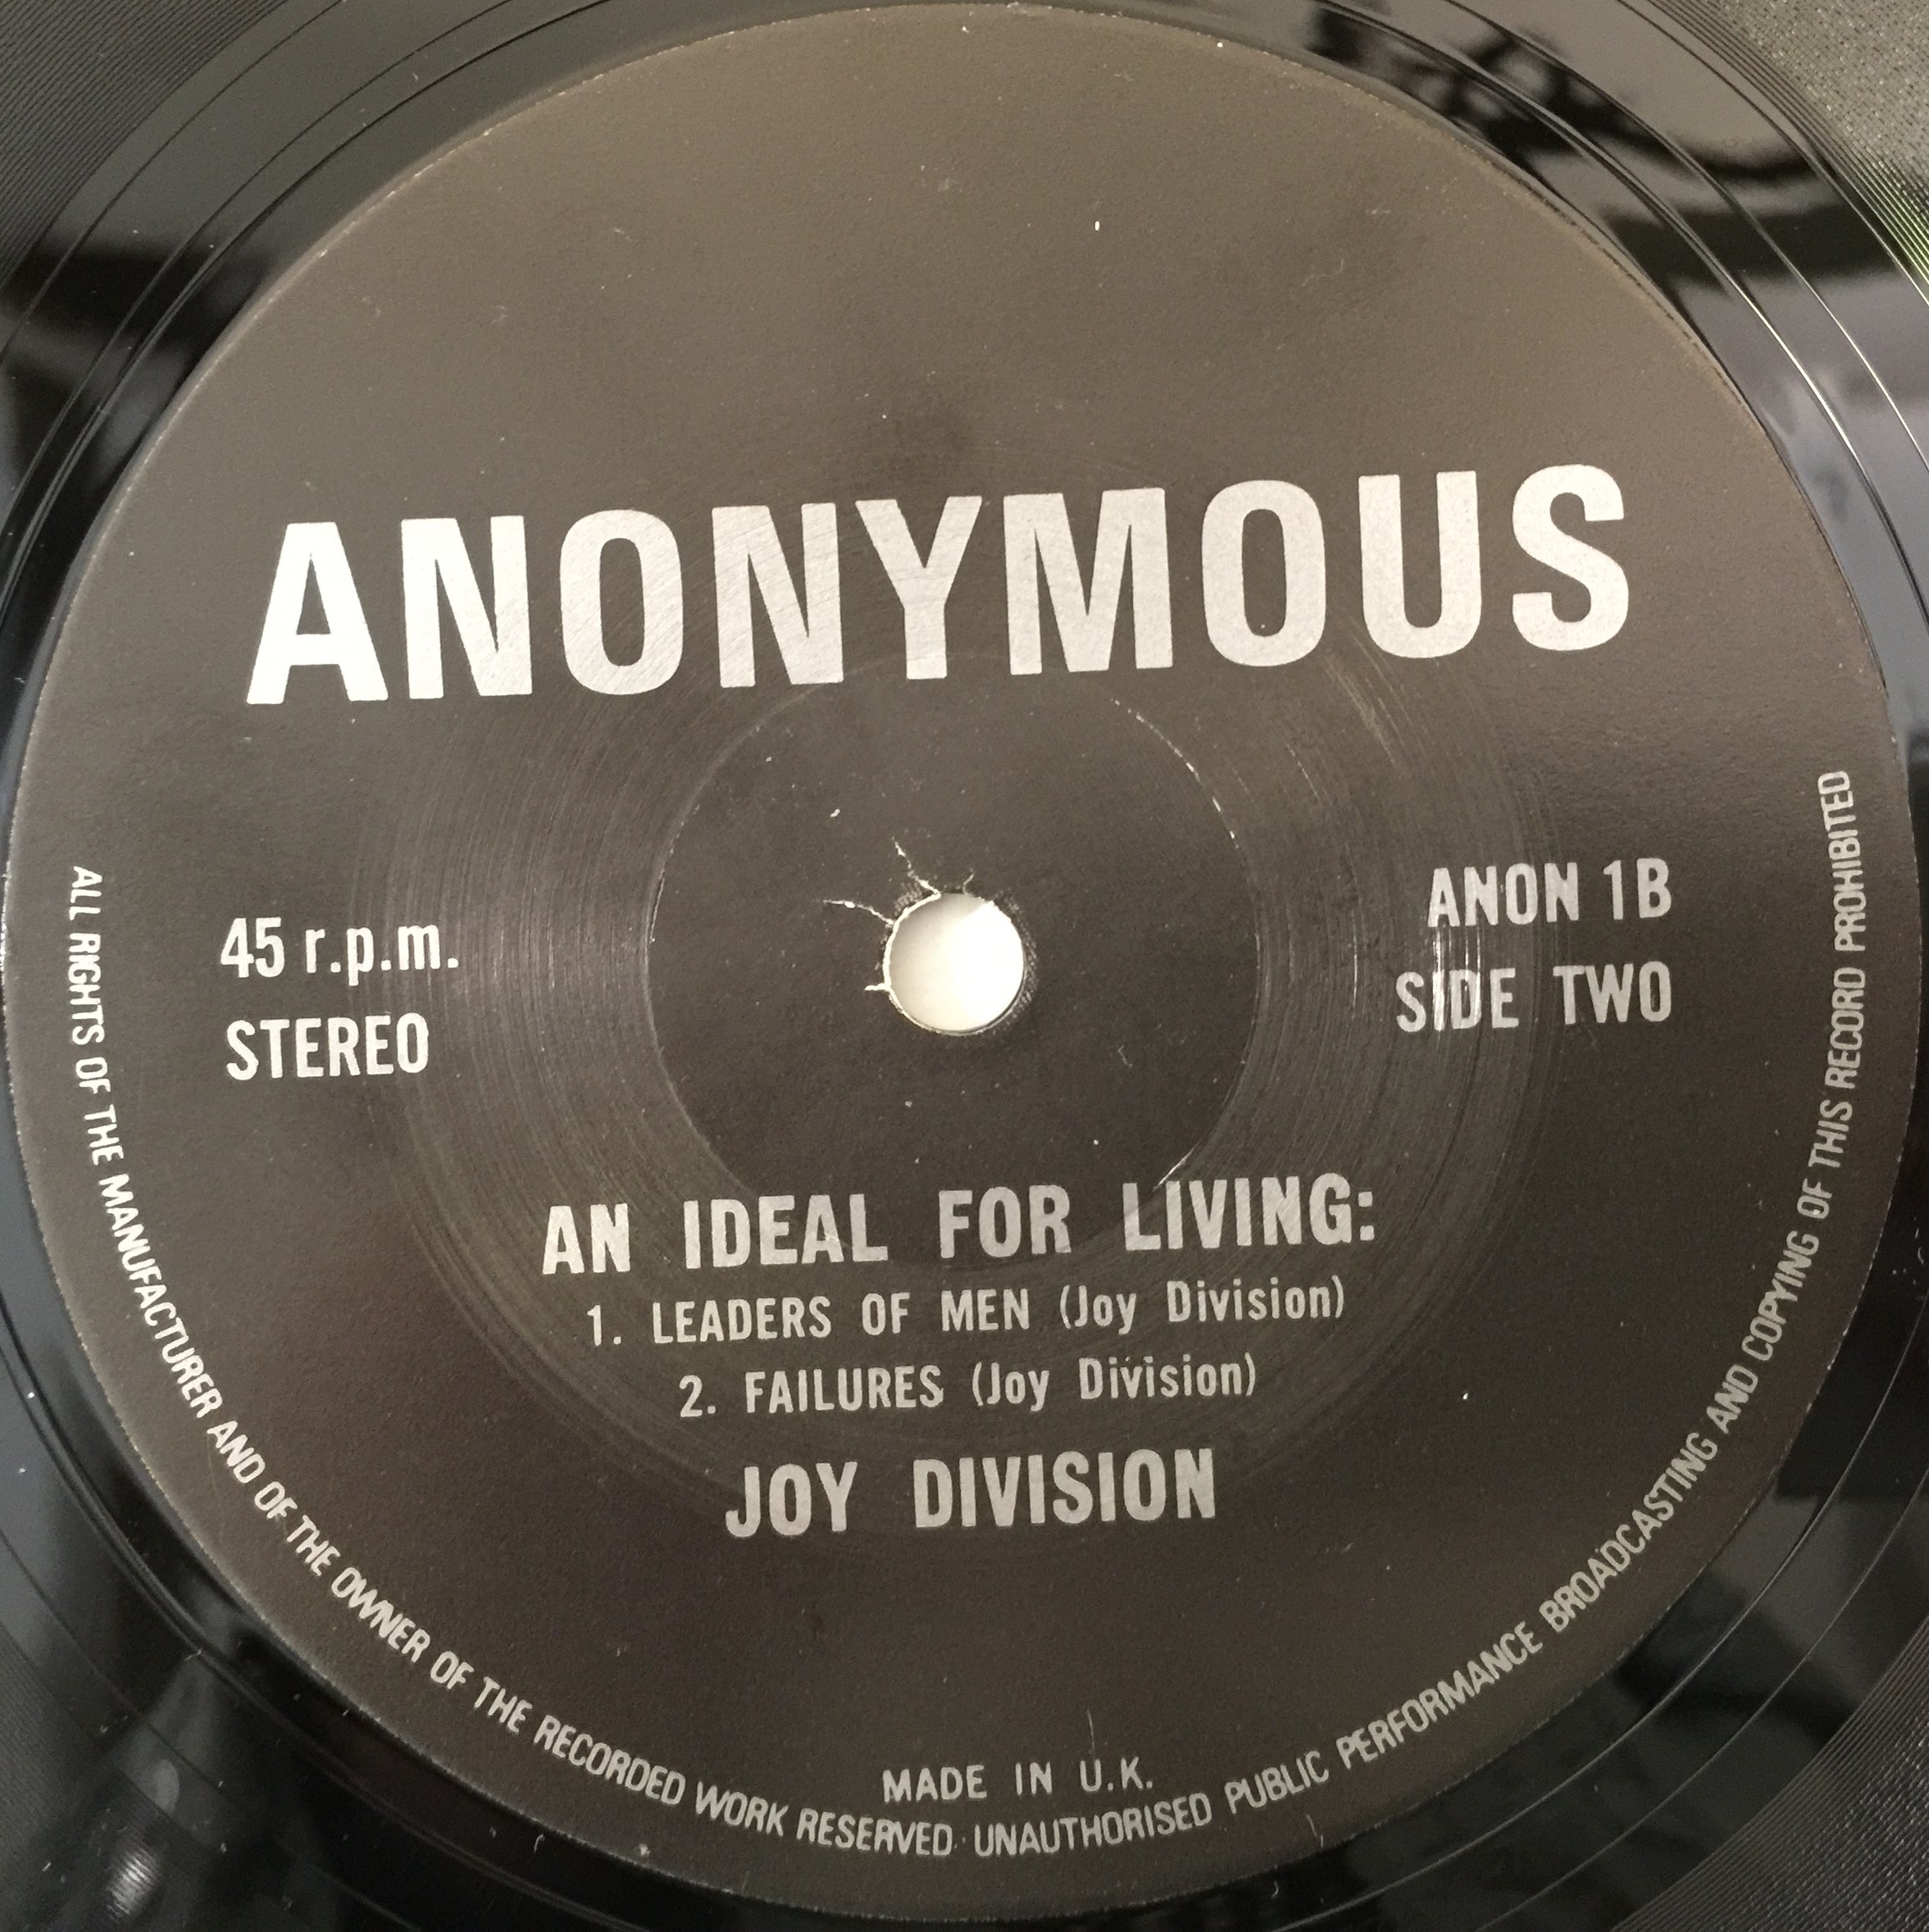 ANONYMOUS
45 r.p.m.
STEREO
ANON 1B
SIDE TWO
AN IDEAL FOR LIVING:
1. LEADERS OF MEN (Joy Division)
2. FAILURES (Joy Division)
JOY DIVISION
MADE IN U.K.
ALL RIGHTS OF THE MANUFACTURER AND OF THE OWNER OF THE RECORDED WORK RESERVED. UNAUTHORISED PUBLIC PERFORMANCE BROADCASTING AND COPYING OF THIS RECORD PROHIBITED